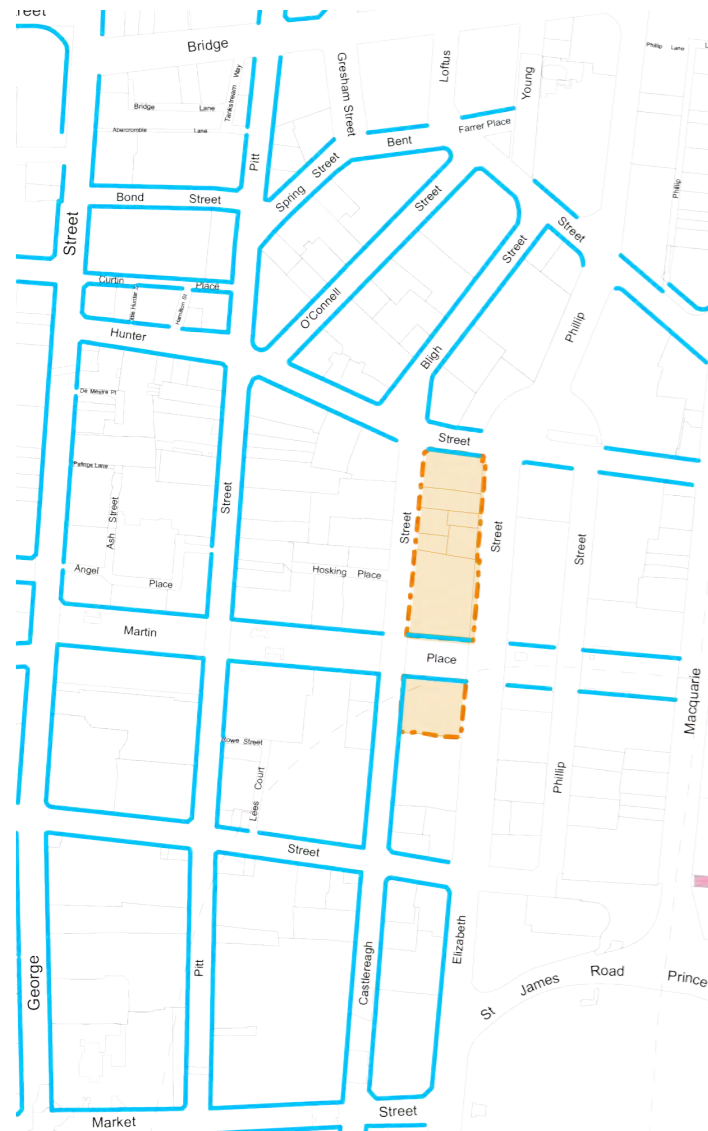 Street
Bridge
Gresham Street
Loftus
Young
Phillip Lane
Tankstream Way
Bridge Lane
Abercrombie Lane
Pitt
Bent
Farrer Place
Spring Street
Bond Street
Street
Phillip
Street
Street
Street
Curtin Place
Hamilton St
O'Connell
Hunter
Phillip
Bligh
De Mestre Pl
Street
Palings Lane
Street
Ash Street
Street
Street
Street
Angel Place
Hosking Place
Martin
Place
Macquarie
Rowe Street
Lees Court
Phillip
Street
Elizabeth
George
Pitt
Castlereagh
St James Road
Prince
Market
Street